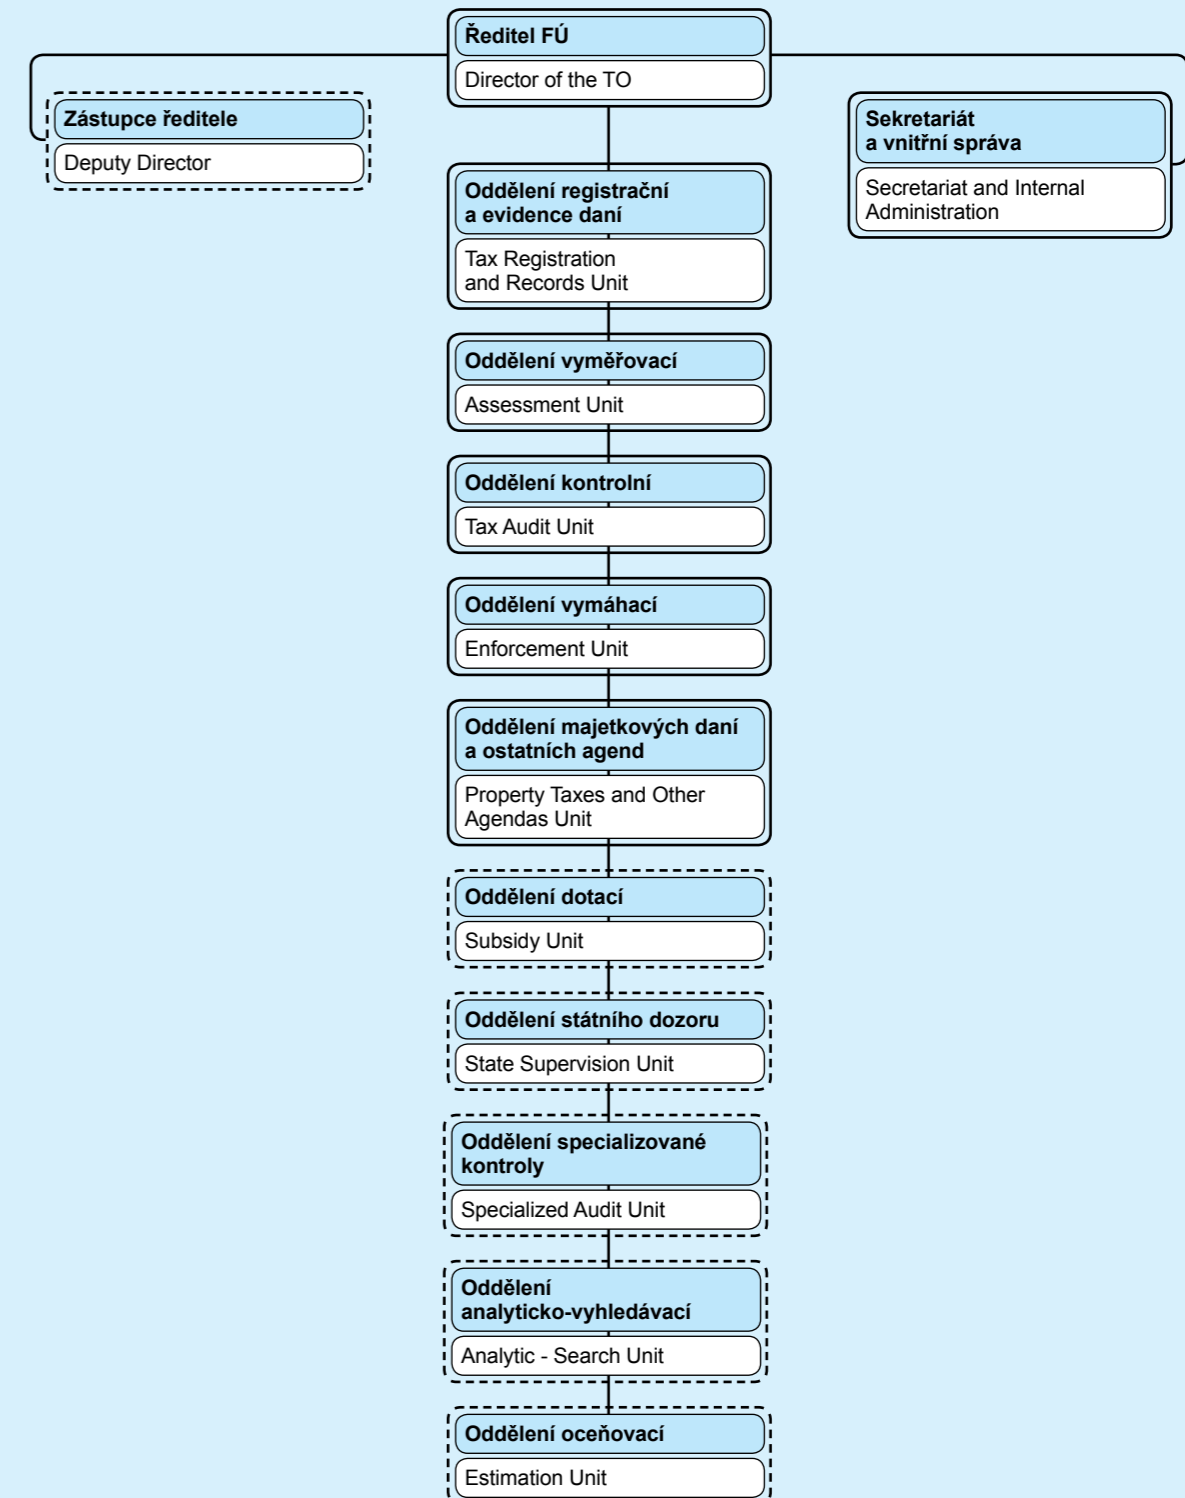 Ředitel FÚ
Director of the TO
Zástupce ředitele
Deputy Director
Sekretariát
a vnitřní správa
Secretariat and Internal
Administration
Oddělení registrační
a evidence daní
Tax Registration
and Records Unit
Oddělení vyměřovací
Assessment Unit
Oddělení kontrolní
Tax Audit Unit
Oddělení vymáhací
Enforcement Unit
Oddělení majetkových daní
a ostatních agend
Property Taxes and Other
Agendas Unit
Oddělení dotací
Subsidy Unit
Oddělení státního dozoru
State Supervision Unit
Oddělení specializované
kontroly
Specialized Audit Unit
Oddělení
analyticko-vyhledávací
Analytic - Search Unit
Oddělení oceňovací
Estimation Unit